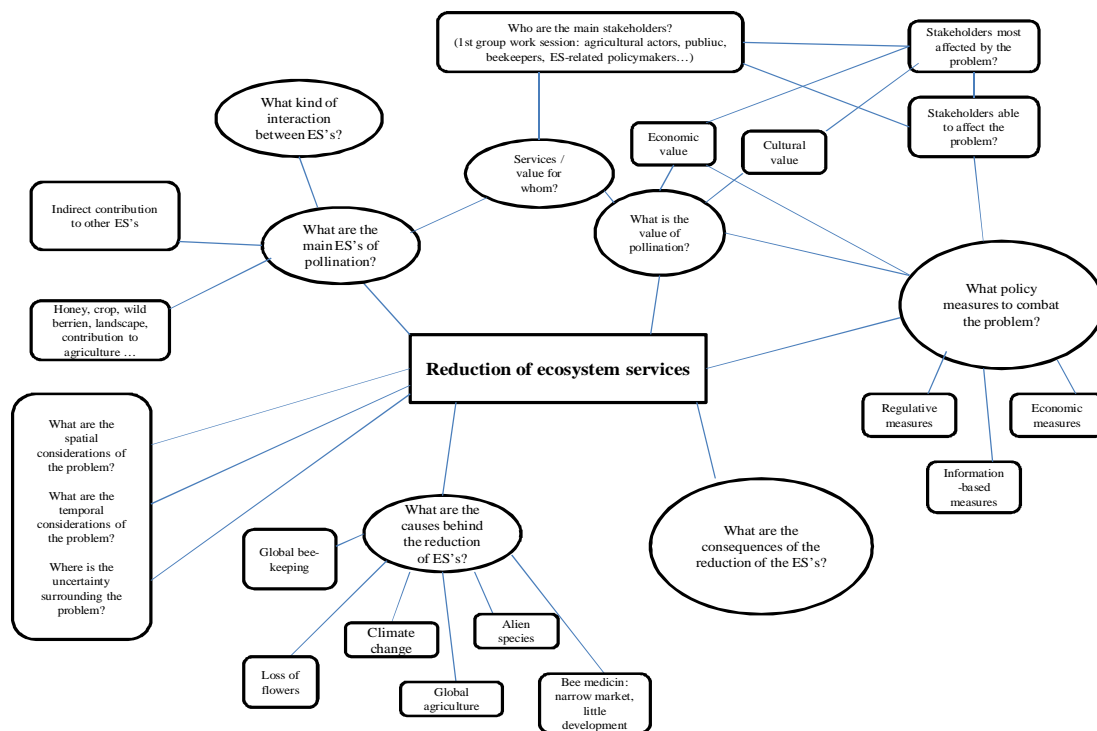 Who are the main stakeholders?
(1st group work session: agricultural actors, publiuc,
beekeepers, ES-related policymakers…)
Stakeholders most
affected by the
problem?
What kind of
interaction
between ES's?
Stakeholders able
to affect the
problem?
Economic
value
Cultural
value
Services /
value for
whom?
Indirect contribution
to other ES's
What are the
main ES's of
pollination?
What is the
value of
pollination?
What policy
measures to combat
the problem?
Honey, crop, wild
berrien, landscape,
contribution to
agriculture …
Reduction of ecosystem services
Regulative
measures
Economic
measures
Information
-based
measures
What are the
spatial
considerations of
the problem?
What are the
temporal
considerations of
the problem?
Where is the
uncertainty
surrounding the
problem?
What are the
causes behind
the reduction
of ES's?
What are the
consequences of the
reduction of the ES's?
Global bee-
keeping
Climate
change
Alien
species
Loss of
flowers
Global
agriculture
Bee medicin:
narrow market,
little
development